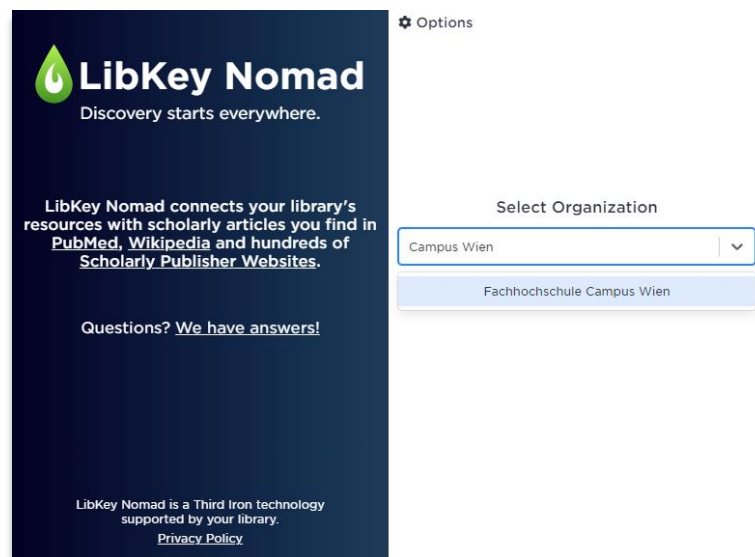 LibKey Nomad
Discovery starts everywhere.
LibKey Nomad connects your library's
resources with scholarly articles you find in
PubMed, Wikipedia and hundreds of
Scholarly Publisher Websites.
Questions? We have answers!
LibKey Nomad is a Third Iron technology
supported by your library.
Privacy Policy
Options
Select Organization
Campus Wien
Fachhochschule Campus Wien